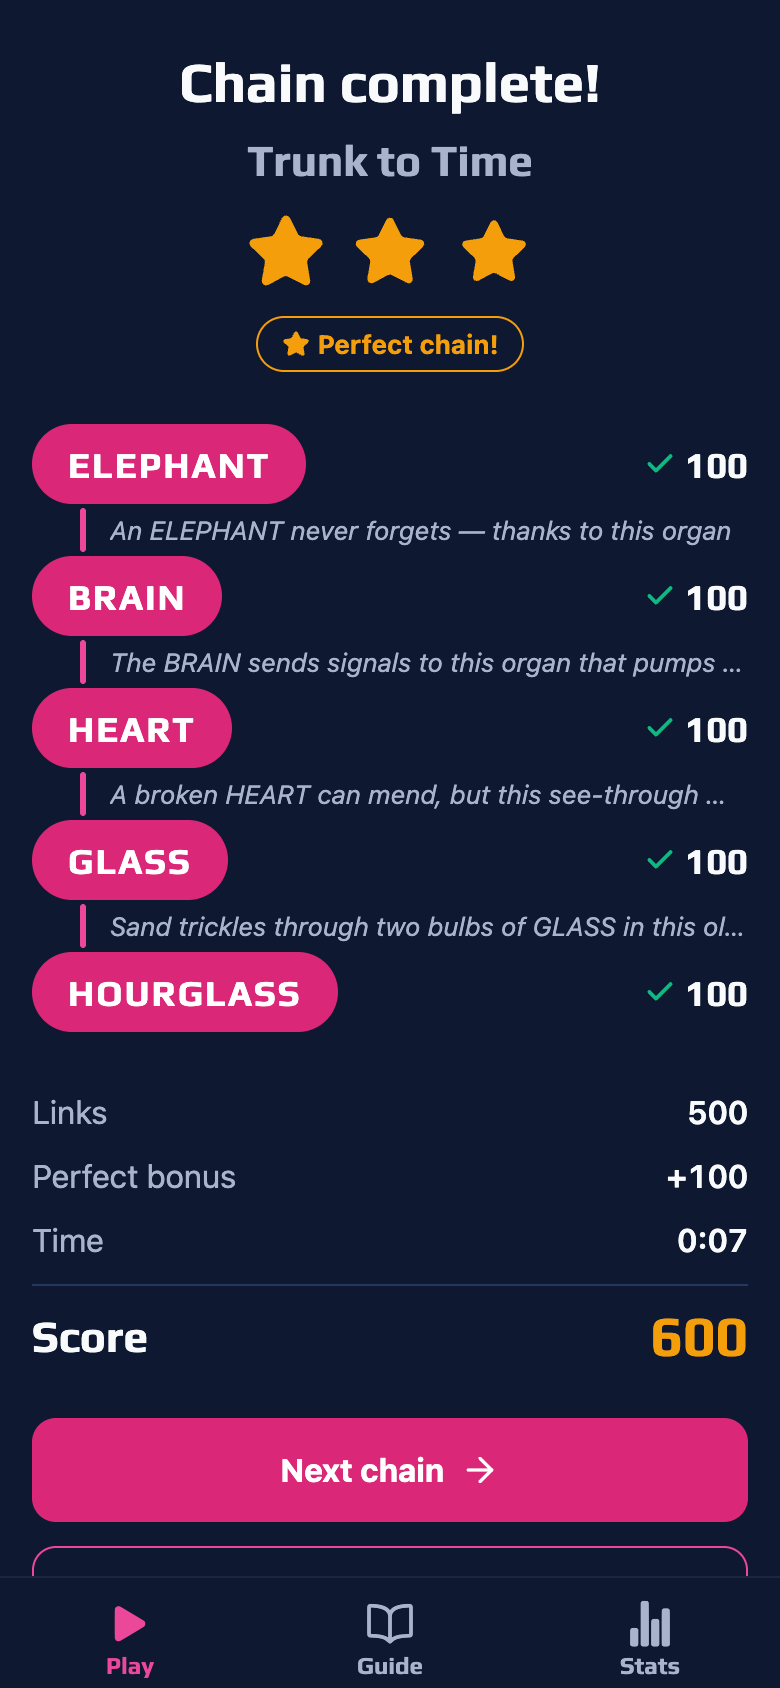 Chain complete!
Trunk to Time
Perfect chain!
ELEPHANT 100
An ELEPHANT never forgets — thanks to this organ
BRAIN 100
The BRAIN sends signals to this organ that pumps ...
HEART 100
A broken HEART can mend, but this see-through ...
GLASS 100
Sand trickles through two bulbs of GLASS in this ol...
HOURGLASS 100
Links 500
Perfect bonus +100
Time 0:07
Score 600
Next chain →
Play Guide Stats